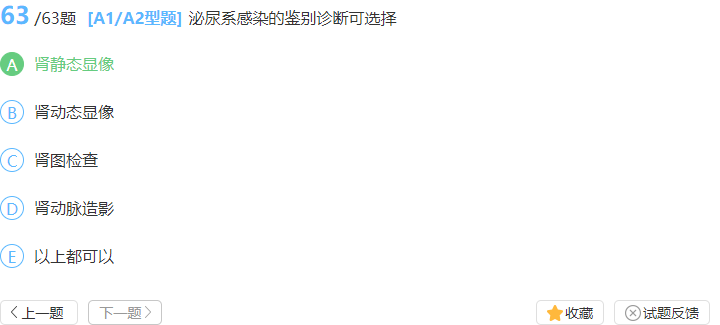 63 /63题 [A1/A2型题] 泌尿系感染的鉴别诊断可选择
A 肾静态显像
B 肾动态显像
C 肾图检查
D 肾动脉造影
E 以上都可以
上一题 下一题 收藏 试题反馈